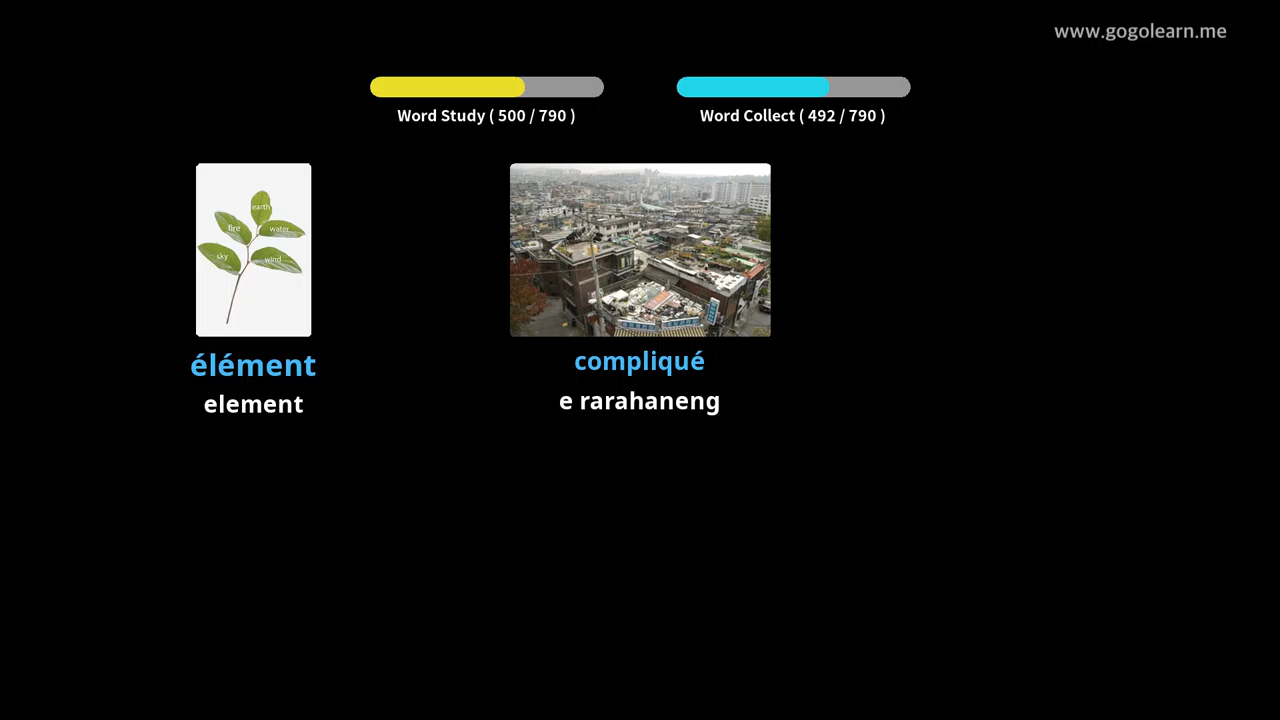 www.gogolearn.me
Word Study ( 500 / 790 )
Word Collect ( 492 / 790 )
earth
fire
water
sky
wind
élément
element
compliqué
e rarahaneng